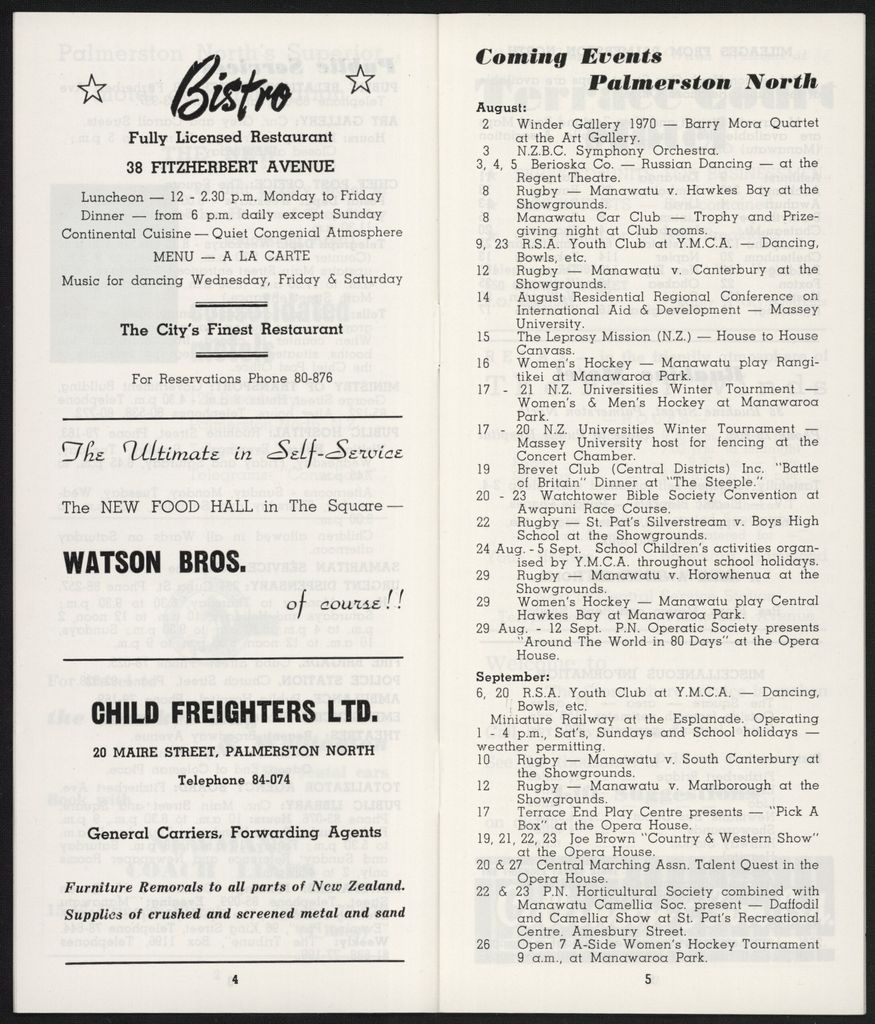 Bistro
Fully Licensed Restaurant
38 FITZHERBERT AVENUE
Luncheon — 12 - 2.30 p.m. Monday to Friday
Dinner — from 6 p.m. daily except Sunday
Continental Cuisine — Quiet Congenial Atmosphere
MENU — A LA CARTE
Music for dancing Wednesday, Friday & Saturday
The City's Finest Restaurant
For Reservations Phone 80-876
The Ultimate in Self-Service
The NEW FOOD HALL in The Square —
WATSON BROS.
of course!!
CHILD FREIGHTERS LTD.
20 MAIRE STREET, PALMERSTON NORTH
Telephone 84-074
General Carriers, Forwarding Agents
Furniture Removals to all parts of New Zealand.
Supplies of crushed and screened metal and sand
4
Coming Events
Palmerston North
August:
2 Winder Gallery 1970 — Barry Mora Quartet
at the Art Gallery.
3 N.Z.B.C. Symphony Orchestra.
3, 4, 5 Berioska Co. — Russian Dancing — at the
Regent Theatre.
8 Rugby — Manawatu v. Hawkes Bay at the
Showgrounds.
8 Manawatu Car Club — Trophy and Prize-
giving night at Club rooms.
9, 23 R.S.A. Youth Club at Y.M.C.A. — Dancing,
Bowls, etc.
12 Rugby — Manawatu v. Canterbury at the
Showgrounds.
14 August Residential Regional Conference on
International Aid & Development — Massey
University.
15 The Leprosy Mission (N.Z.) — House to House
Canvass.
16 Women's Hockey — Manawatu play Rangi-
tikei at Manawaroa Park.
17 - 21 N.Z. Universities Winter Tournment —
Women's & Men's Hockey at Manawaroa
Park.
17 - 20 N.Z. Universities Winter Tournament —
Massey University host for fencing at the
Concert Chamber.
19 Brevet Club (Central Districts) Inc. "Battle
of Britain" Dinner at "The Steeple."
20 - 23 Watchtower Bible Society Convention at
Awapuni Race Course.
22 Rugby — St. Pat's Silverstream v. Boys High
School at the Showgrounds.
24 Aug. - 5 Sept. School Children's activities organ-
ised by Y.M.C.A. throughout school holidays.
29 Rugby — Manawatu v. Horowhenua at the
Showgrounds.
29 Women's Hockey — Manawatu play Central
Hawkes Bay at Manawaroa Park.
29 Aug. - 12 Sept. P.N. Operatic Society presents
"Around The World in 80 Days" at the Opera
House.
September:
6, 20 R.S.A. Youth Club at Y.M.C.A. — Dancing,
Bowls, etc.
Miniature Railway at the Esplanade. Operating
1 - 4 p.m., Sat's, Sundays and School holidays —
weather permitting.
10 Rugby — Manawatu v. South Canterbury at
the Showgrounds.
12 Rugby — Manawatu v. Marlborough at the
Showgrounds.
17 Terrace End Play Centre presents — "Pick A
Box" at the Opera House.
19, 21, 22, 23 Joe Brown "Country & Western Show"
at the Opera House.
20 & 27 Central Marching Assn. Talent Quest in the
Opera House.
22 & 23 P.N. Horticultural Society combined with
Manawatu Camellia Soc. present — Daffodil
and Camellia Show at St. Pat's Recreational
Centre. Amesbury Street.
26 Open 7 A-Side Women's Hockey Tournament
9 a.m., at Manawaroa Park.
5